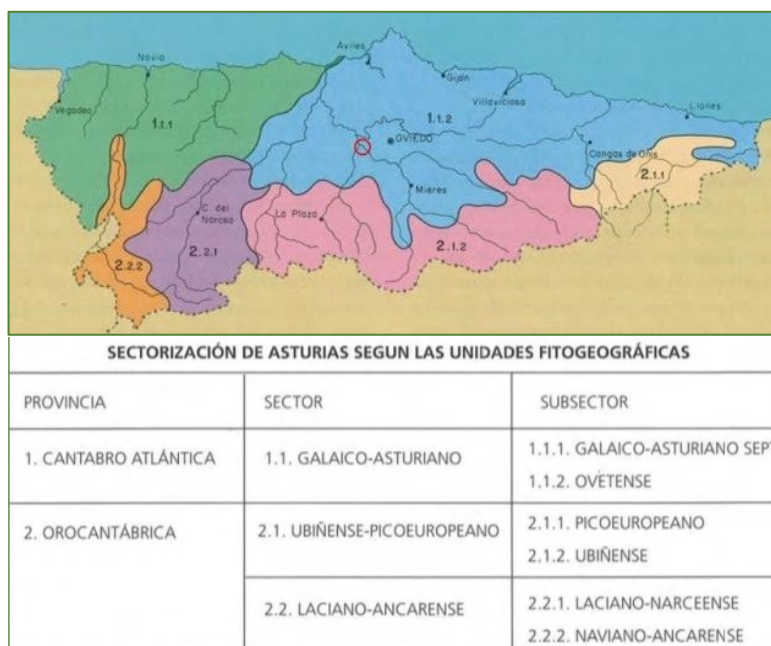 Aviles
Navia
Gijón
Vegadeo
Villaviciosa
Llanes
1.1.1
1.1.2
OVIEDO
Cangas de Onis
2.1.1
Mieres
C. del
Narcea
La Plaza
2.2.1
2.1.2
2.2.2
SECTORIZACIÓN DE ASTURIAS SEGUN LAS UNIDADES FITOGEOGRÁFICAS
PROVINCIA SECTOR SUBSECTOR
1. CANTABRO ATLÁNTICA 1.1. GALAICO-ASTURIANO 1.1.1. GALAICO-ASTURIANO SEPT
1.1.2. OVETENSE
2. OROCANTÁBRICA 2.1. UBIÑENSE-PICOEUROPEANO 2.1.1. PICOEUROPEANO
2.1.2. UBIÑENSE
2.2. LACIANO-ANCARENSE 2.2.1. LACIANO-NARCEENSE
2.2.2. NAVIANO-ANCARENSE